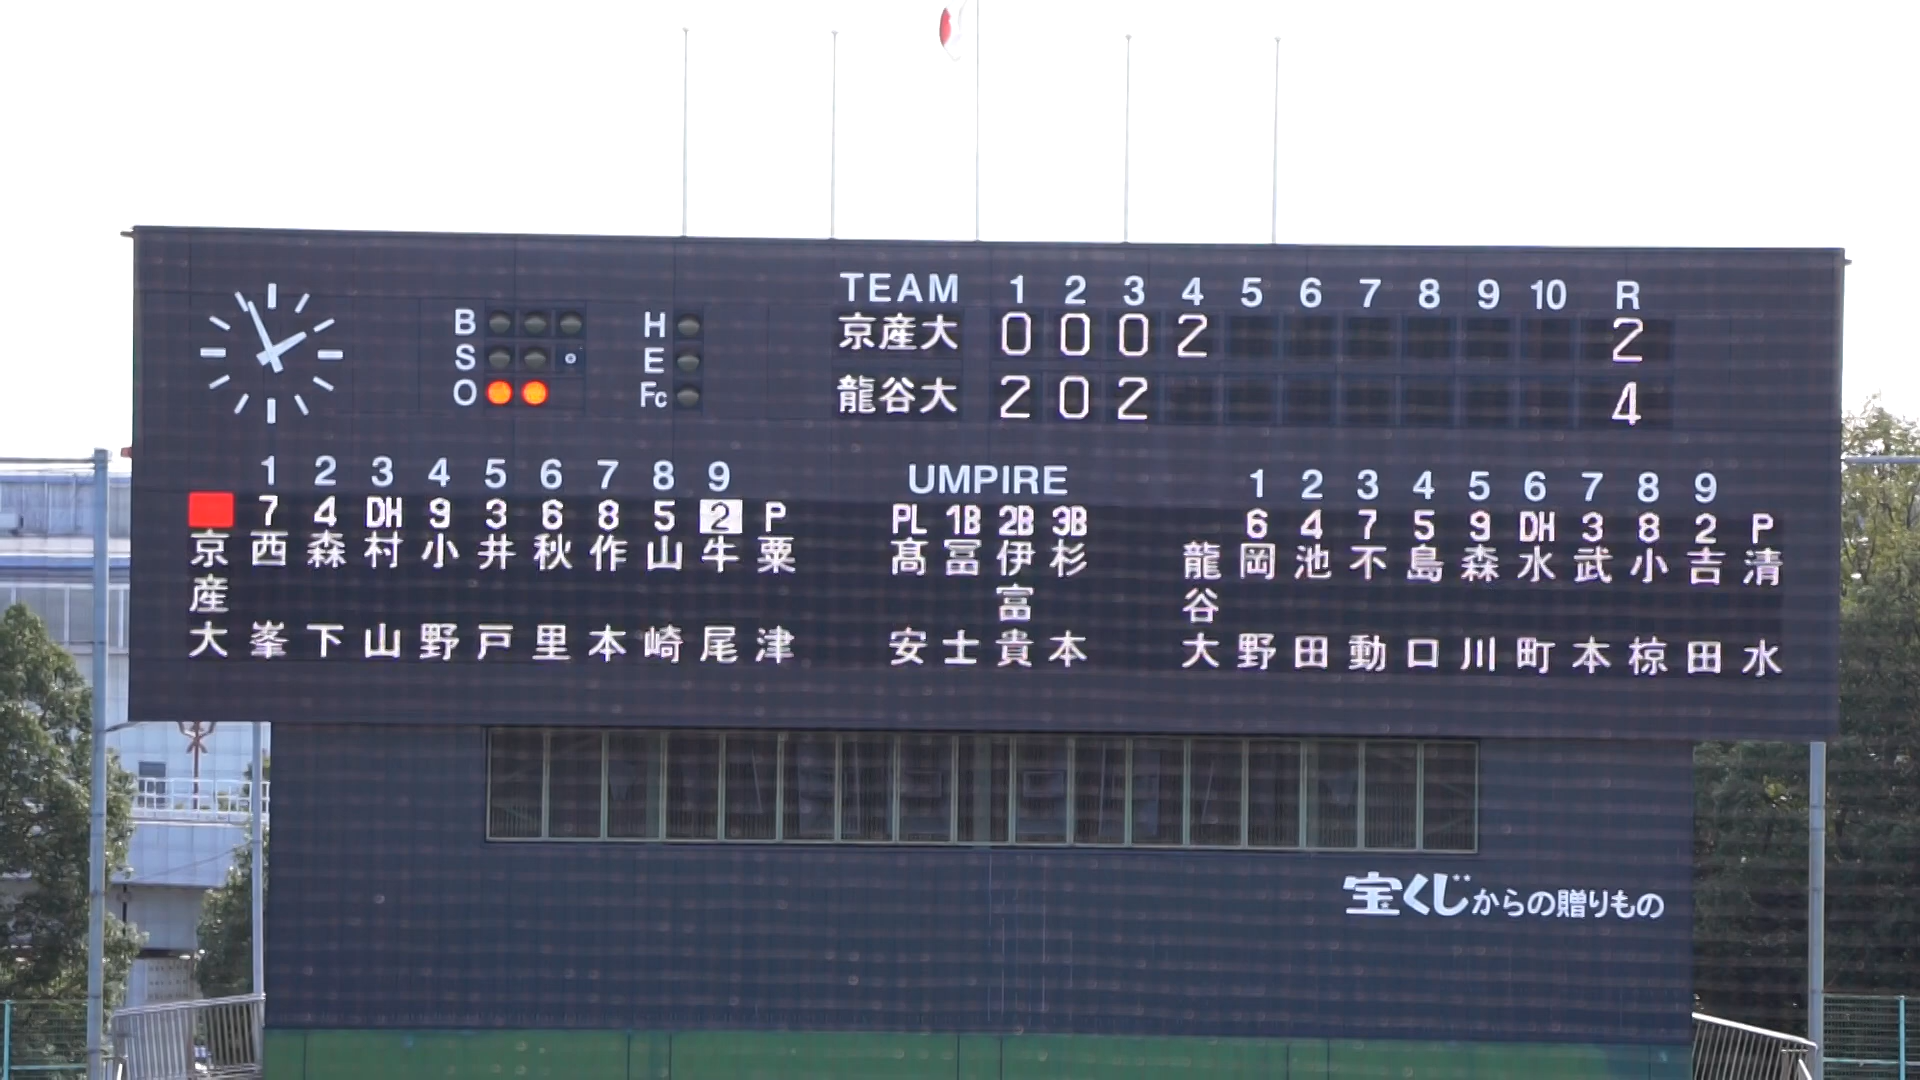 TEAM 1 2 3 4 5 6 7 8 9 10 R
京産大 0 0 0 2 2
龍谷大 2 0 2 4
B
S
O
H
E
Fc
1 2 3 4 5 6 7 8 9
7 4 DH 9 3 6 8 5 2 P
京産大 西峯 森下 村山 小野 井戸 秋里 作本 山崎 牛尾 粟津
UMPIRE
PL 1B 2B 3B
髙安 冨士 伊富貴 杉本
1 2 3 4 5 6 7 8 9
6 4 7 5 9 DH 3 8 2 P
龍谷大 岡野 池田 不動 島口 森川 水町 武本 小椋 吉田 清水
宝くじからの贈りもの